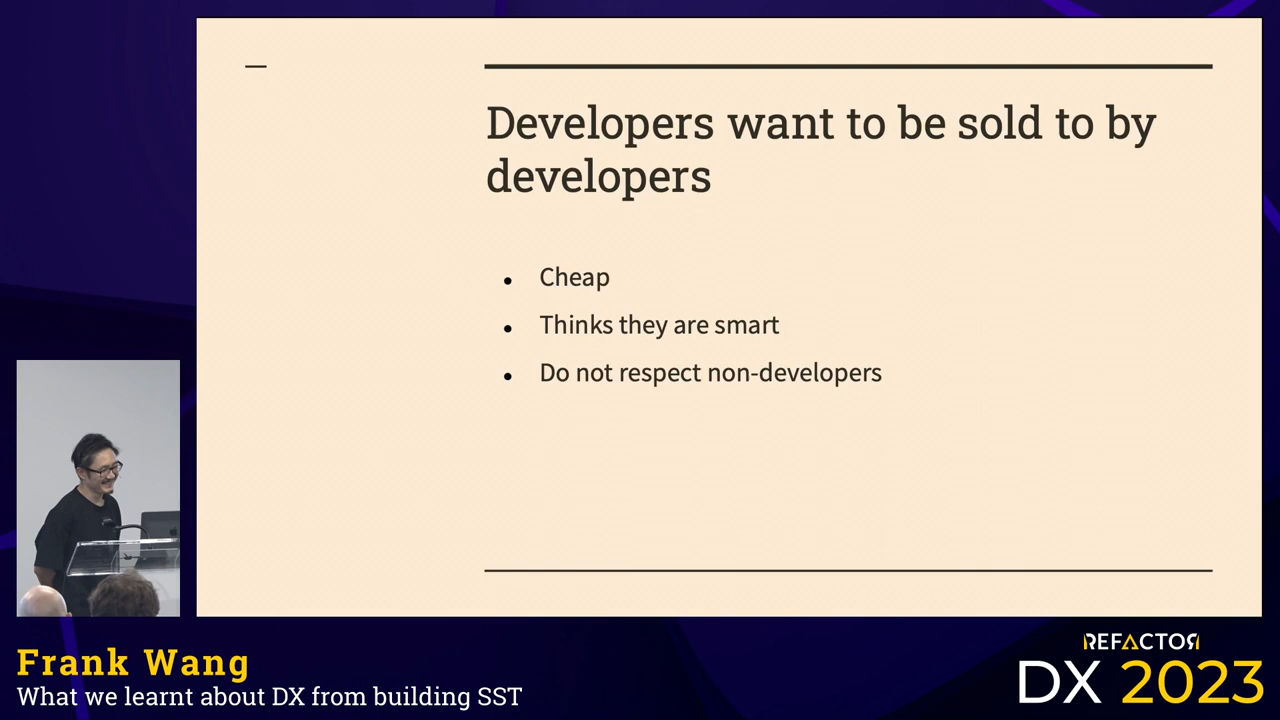 Developers want to be sold to by
developers
• Cheap
• Thinks they are smart
• Do not respect non-developers
Frank Wang
What we learnt about DX from building SST
REFACTOR
DX 2023